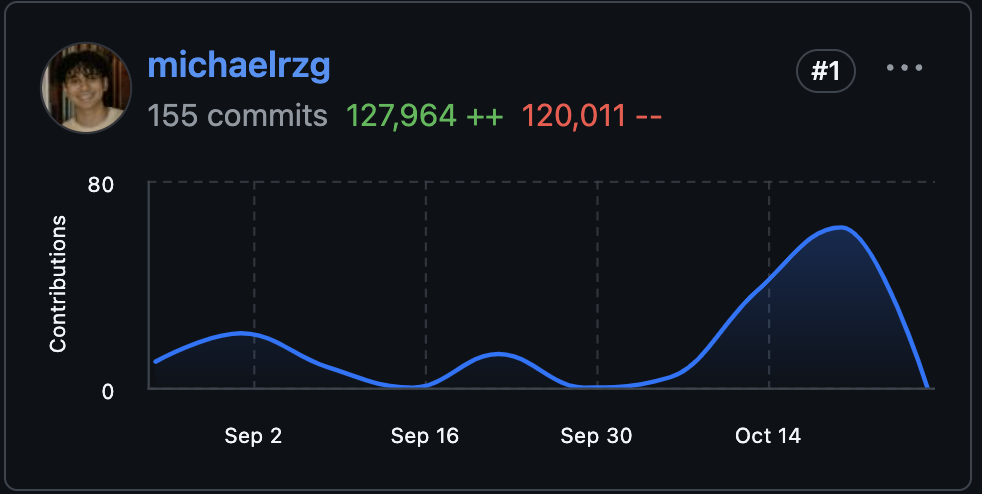 michaelrzg
#1
155 commits 127,964 ++ 120,011 --
80
Contributions
0
Sep 2 Sep 16 Sep 30 Oct 14